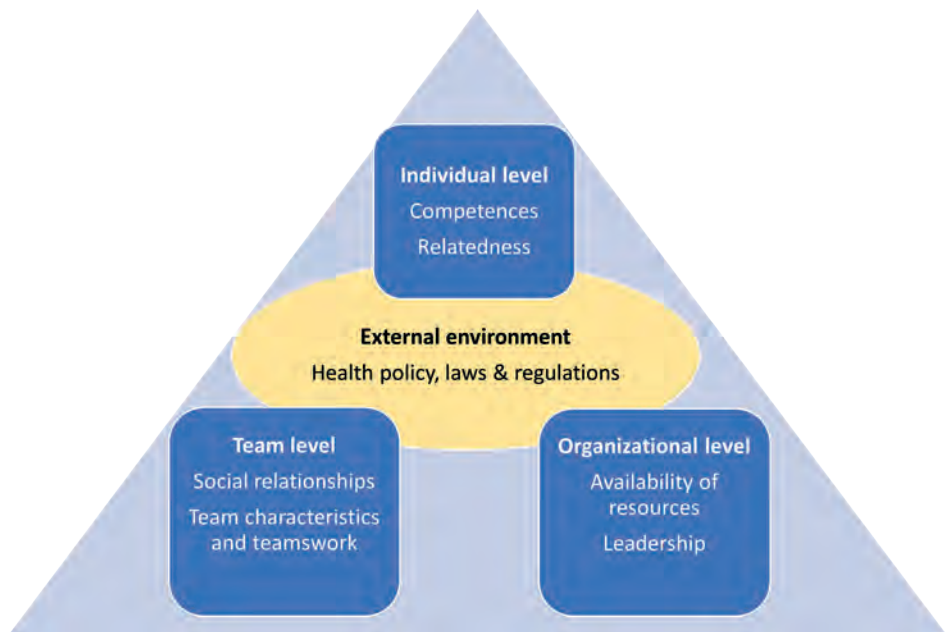 Individual level
Competences
Relatedness
External environment
Health policy, laws & regulations
Team level
Social relationships
Team characteristics
and teamswork
Organizational level
Availability of
resources
Leadership